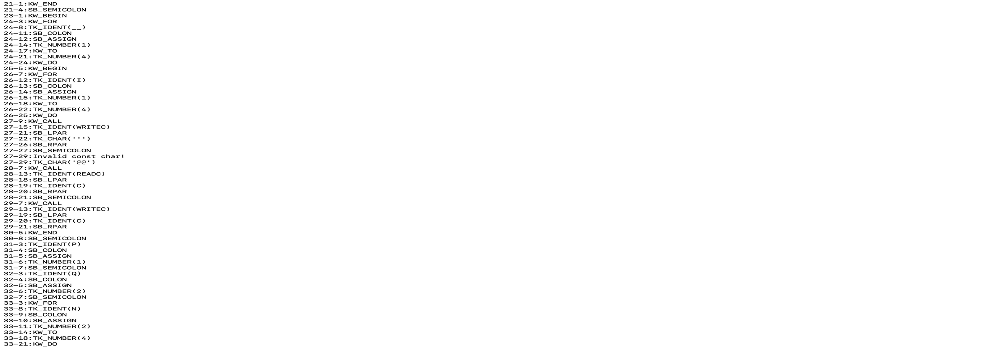 21-1:KW_END
21-4:SB_SEMICOLON
23-1:KW_BEGIN
24-3:KW_FOR
24-8:TK_IDENT(__)
24-11:SB_COLON
24-12:SB_ASSIGN
24-14:TK_NUMBER(1)
24-17:KW_TO
24-21:TK_NUMBER(4)
24-24:KW_DO
25-5:KW_BEGIN
26-7:KW_FOR
26-12:TK_IDENT(I)
26-13:SB_COLON
26-14:SB_ASSIGN
26-15:TK_NUMBER(1)
26-18:KW_TO
26-22:TK_NUMBER(4)
26-25:KW_DO
27-9:KW_CALL
27-15:TK_IDENT(WRITEC)
27-21:SB_LPAR
27-22:TK_CHAR(''')
27-26:SB_RPAR
27-27:SB_SEMICOLON
27-29:Invalid const char!
27-29:TK_CHAR('@@')
28-7:KW_CALL
28-13:TK_IDENT(READC)
28-18:SB_LPAR
28-19:TK_IDENT(C)
28-20:SB_RPAR
28-21:SB_SEMICOLON
29-7:KW_CALL
29-13:TK_IDENT(WRITEC)
29-19:SB_LPAR
29-20:TK_IDENT(C)
29-21:SB_RPAR
30-5:KW_END
30-8:SB_SEMICOLON
31-3:TK_IDENT(P)
31-4:SB_COLON
31-5:SB_ASSIGN
31-6:TK_NUMBER(1)
31-7:SB_SEMICOLON
32-3:TK_IDENT(Q)
32-4:SB_COLON
32-5:SB_ASSIGN
32-6:TK_NUMBER(2)
32-7:SB_SEMICOLON
33-3:KW_FOR
33-8:TK_IDENT(N)
33-9:SB_COLON
33-10:SB_ASSIGN
33-11:TK_NUMBER(2)
33-14:KW_TO
33-18:TK_NUMBER(4)
33-21:KW_DO